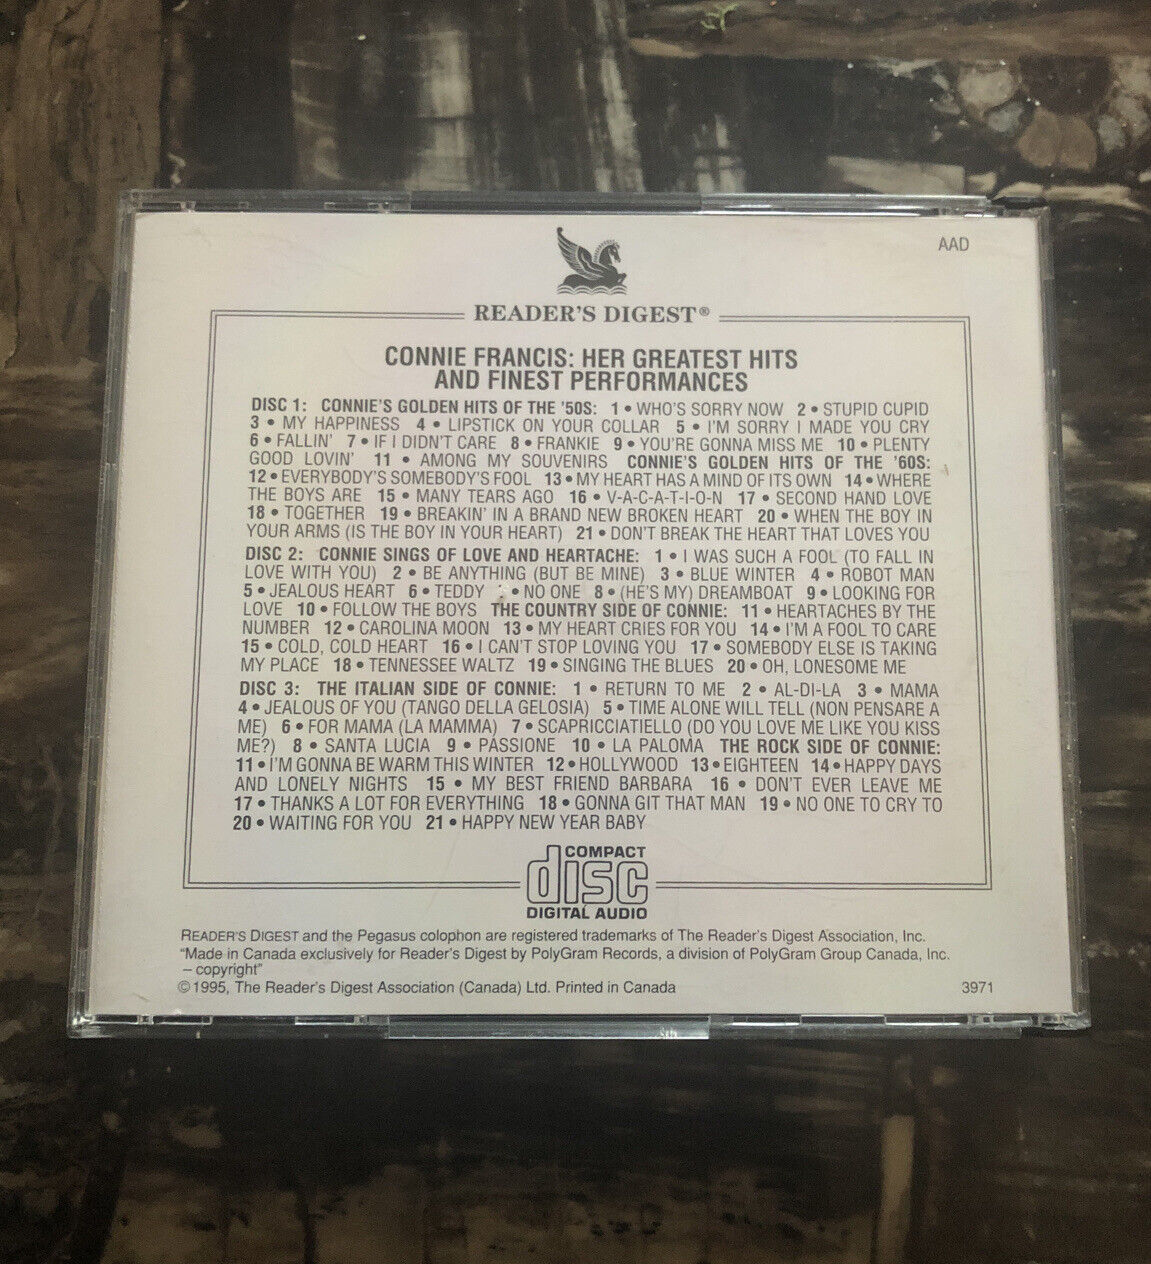 AAD
READER'S DIGEST®
CONNIE FRANCIS: HER GREATEST HITS
AND FINEST PERFORMANCES
DISC 1: CONNIE'S GOLDEN HITS OF THE '50S: 1 • WHO'S SORRY NOW 2 • STUPID CUPID
3 • MY HAPPINESS 4 • LIPSTICK ON YOUR COLLAR 5 • I'M SORRY I MADE YOU CRY
6 • FALLIN' 7 • IF I DIDN'T CARE 8 • FRANKIE 9 • YOU'RE GONNA MISS ME 10 • PLENTY
GOOD LOVIN' 11 • AMONG MY SOUVENIRS CONNIE'S GOLDEN HITS OF THE '60S:
12 • EVERYBODY'S SOMEBODY'S FOOL 13 • MY HEART HAS A MIND OF ITS OWN 14 • WHERE
THE BOYS ARE 15 • MANY TEARS AGO 16 • V-A-C-A-T-I-O-N 17 • SECOND HAND LOVE
18 • TOGETHER 19 • BREAKIN' IN A BRAND NEW BROKEN HEART 20 • WHEN THE BOY IN
YOUR ARMS (IS THE BOY IN YOUR HEART) 21 • DON'T BREAK THE HEART THAT LOVES YOU
DISC 2: CONNIE SINGS OF LOVE AND HEARTACHE: 1 • I WAS SUCH A FOOL (TO FALL IN
LOVE WITH YOU) 2 • BE ANYTHING (BUT BE MINE) 3 • BLUE WINTER 4 • ROBOT MAN
5 • JEALOUS HEART 6 • TEDDY • NO ONE 8 • (HE'S MY) DREAMBOAT 9 • LOOKING FOR
LOVE 10 • FOLLOW THE BOYS THE COUNTRY SIDE OF CONNIE: 11 • HEARTACHES BY THE
NUMBER 12 • CAROLINA MOON 13 • MY HEART CRIES FOR YOU 14 • I'M A FOOL TO CARE
15 • COLD, COLD HEART 16 • I CAN'T STOP LOVING YOU 17 • SOMEBODY ELSE IS TAKING
MY PLACE 18 • TENNESSEE WALTZ 19 • SINGING THE BLUES 20 • OH, LONESOME ME
DISC 3: THE ITALIAN SIDE OF CONNIE: 1 • RETURN TO ME 2 • AL-DI-LA 3 • MAMA
4 • JEALOUS OF YOU (TANGO DELLA GELOSIA) 5 • TIME ALONE WILL TELL (NON PENSARE A
ME) 6 • FOR MAMA (LA MAMMA) 7 • SCAPRICCIATIELLO (DO YOU LOVE ME LIKE YOU KISS
ME?) 8 • SANTA LUCIA 9 • PASSIONE 10 • LA PALOMA THE ROCK SIDE OF CONNIE:
11 • I'M GONNA BE WARM THIS WINTER 12 • HOLLYWOOD 13 • EIGHTEEN 14 • HAPPY DAYS
AND LONELY NIGHTS 15 • MY BEST FRIEND BARBARA 16 • DON'T EVER LEAVE ME
17 • THANKS A LOT FOR EVERYTHING 18 • GONNA GIT THAT MAN 19 • NO ONE TO CRY TO
20 • WAITING FOR YOU 21 • HAPPY NEW YEAR BABY
COMPACT
disc
DIGITAL AUDIO
READER'S DIGEST and the Pegasus colophon are registered trademarks of The Reader's Digest Association, Inc.
"Made in Canada exclusively for Reader's Digest by PolyGram Records, a division of PolyGram Group Canada, Inc.
– copyright"
© 1995, The Reader's Digest Association (Canada) Ltd. Printed in Canada 3971